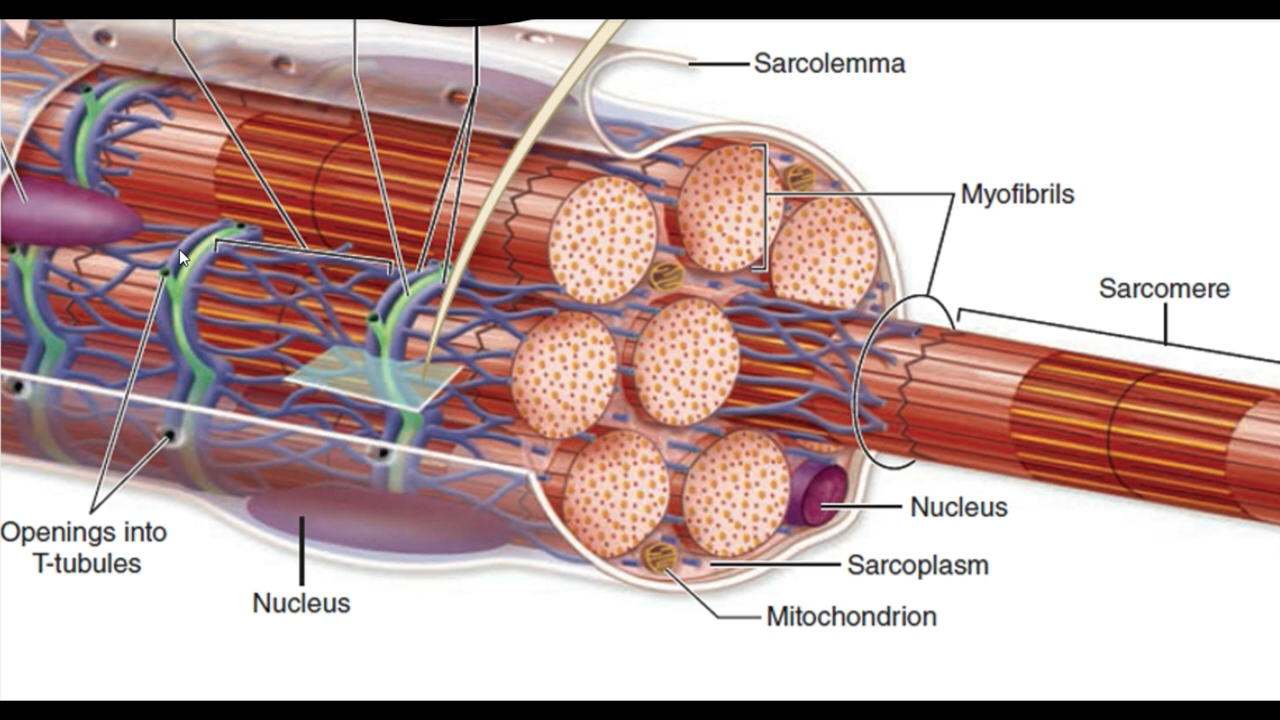 Sarcolemma
Myofibrils
Sarcomere
Nucleus
Openings into
T-tubules
Sarcoplasm
Nucleus
Mitochondrion